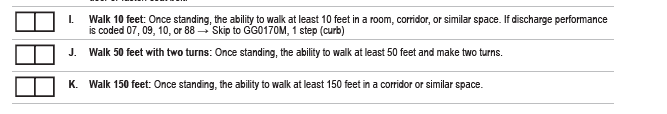 I. Walk 10 feet: Once standing, the ability to walk at least 10 feet in a room, corridor, or similar space. If discharge performance
is coded 07, 09, 10, or 88 → Skip to GG0170M, 1 step (curb)
J. Walk 50 feet with two turns: Once standing, the ability to walk at least 50 feet and make two turns.
K. Walk 150 feet: Once standing, the ability to walk at least 150 feet in a corridor or similar space.